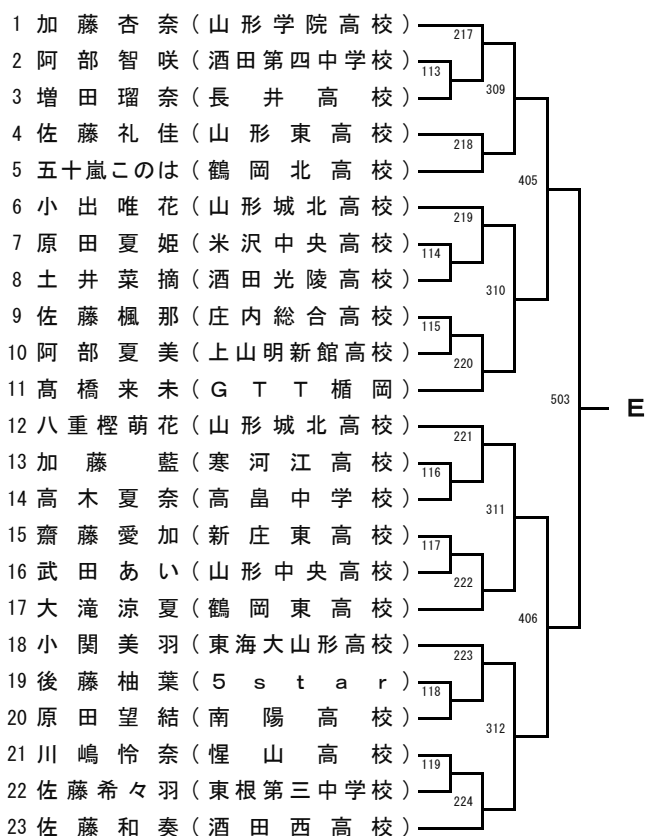 1 加藤杏奈(山形学院高校)
217
2 阿部智咲(酒田第四中学校)
113
3 増田瑠奈(長井高校)
309
4 佐藤礼佳(山形東高校)
218
5 五十嵐このは(鶴岡北高校)
405
6 小出唯花(山形城北高校)
219
7 原田夏姫(米沢中央高校)
114
8 土井菜摘(酒田光陵高校)
310
9 佐藤楓那(庄内総合高校)
115
10 阿部夏美(上山明新館高校)
220
11 髙橋来未(GTT楯岡)
503
E
12 八重樫萌花(山形城北高校)
221
13 加藤藍(寒河江高校)
116
14 高木夏奈(高畠中学校)
311
15 齋藤愛加(新庄東高校)
117
16 武田あい(山形中央高校)
222
17 大滝涼夏(鶴岡東高校)
406
18 小関美羽(東海大山形高校)
223
19 後藤柚葉(5star)
118
20 原田望結(南陽高校)
312
21 川嶋怜奈(惺山高校)
119
22 佐藤希々羽(東根第三中学校)
224
23 佐藤和奏(酒田西高校)